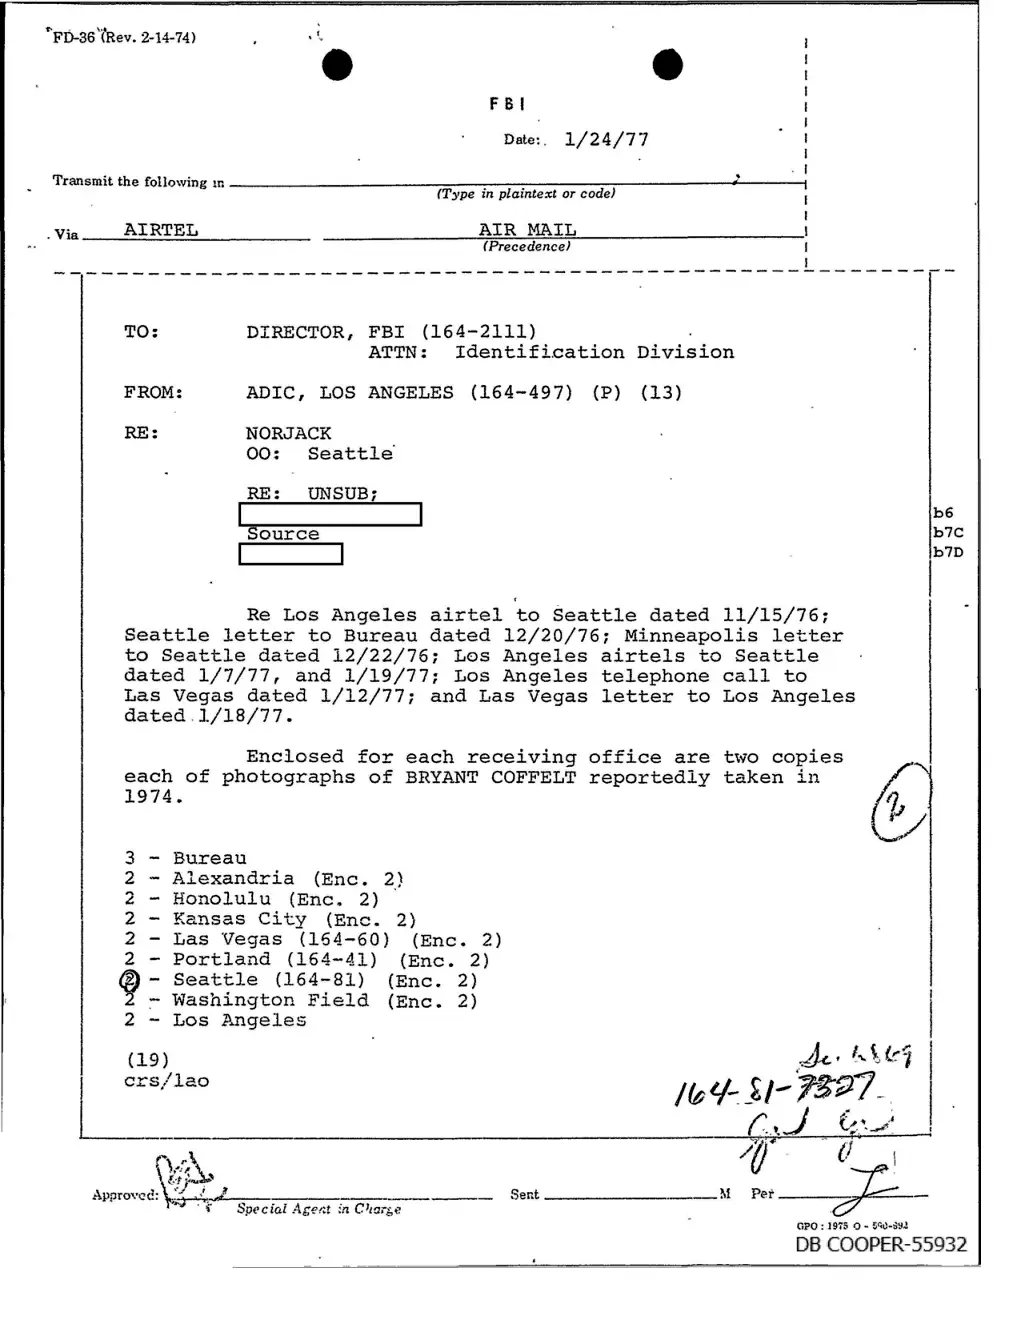 FD-36 (Rev. 2-14-74)
FBI
Date: 1/24/77
Transmit the following in
(Type in plaintext or code)
Via AIRTEL AIR MAIL
(Precedence)
TO: DIRECTOR, FBI (164-2111)
ATTN: Identification Division
FROM: ADIC, LOS ANGELES (164-497) (P) (13)
RE: NORJACK
OO: Seattle
RE: UNSUB;
Source
b6
b7C
b7D
Re Los Angeles airtel to Seattle dated 11/15/76;
Seattle letter to Bureau dated 12/20/76; Minneapolis letter
to Seattle dated 12/22/76; Los Angeles airtels to Seattle
dated 1/7/77, and 1/19/77; Los Angeles telephone call to
Las Vegas dated 1/12/77; and Las Vegas letter to Los Angeles
dated 1/18/77.
Enclosed for each receiving office are two copies
each of photographs of BRYANT COFFELT reportedly taken in
1974.
2
3 - Bureau
2 - Alexandria (Enc. 2)
2 - Honolulu (Enc. 2)
2 - Kansas City (Enc. 2)
2 - Las Vegas (164-60) (Enc. 2)
2 - Portland (164-41) (Enc. 2)
2 - Seattle (164-81) (Enc. 2)
2 - Washington Field (Enc. 2)
2 - Los Angeles
(19)
crs/lao
164-81-7327
Approved: Sent M Per
Special Agent in Charge
GPO : 1975 O - 590-892
DB COOPER-55932